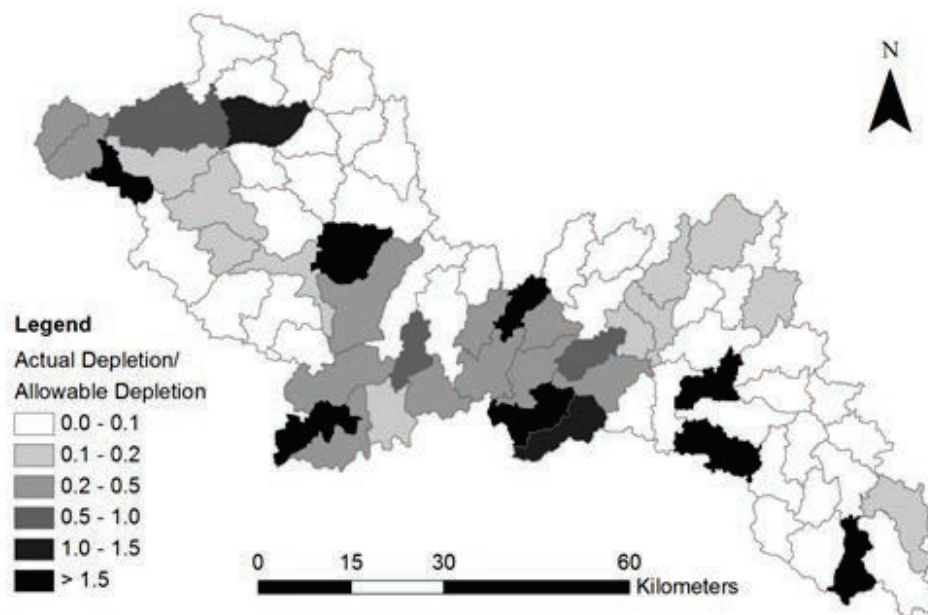 N
Legend
Actual Depletion/
Allowable Depletion
0.0 - 0.1
0.1 - 0.2
0.2 - 0.5
0.5 - 1.0
1.0 - 1.5
> 1.5
0 15 30 60
Kilometers